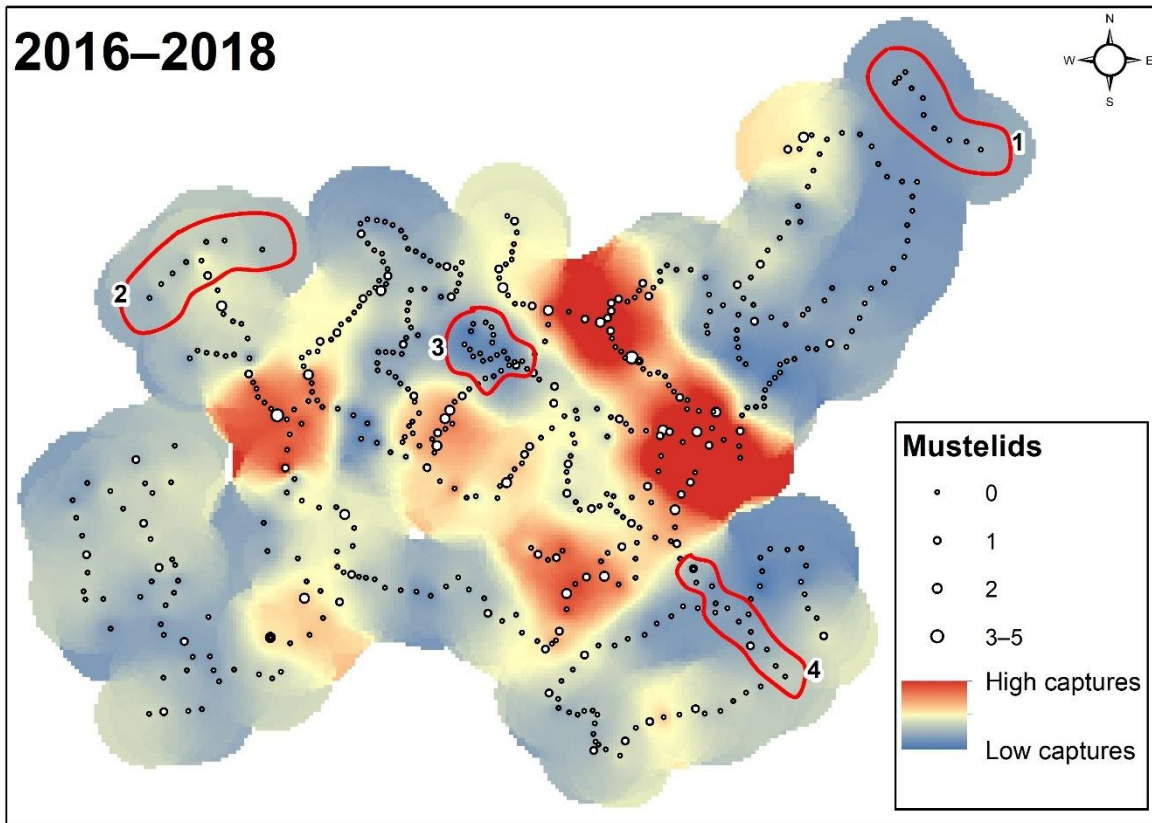 2016–2018
N
W E
S
1
2
3
4
Mustelids
0
1
2
3–5
High captures
Low captures